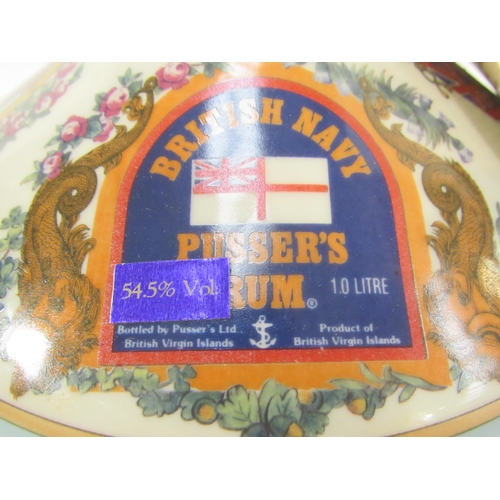 BRITISH NAVY
PUSSER'S
RUM® 1.0 LITRE
54.5% Vol.
Bottled by Pusser's Ltd.
British Virgin Islands
Product of
British Virgin Islands